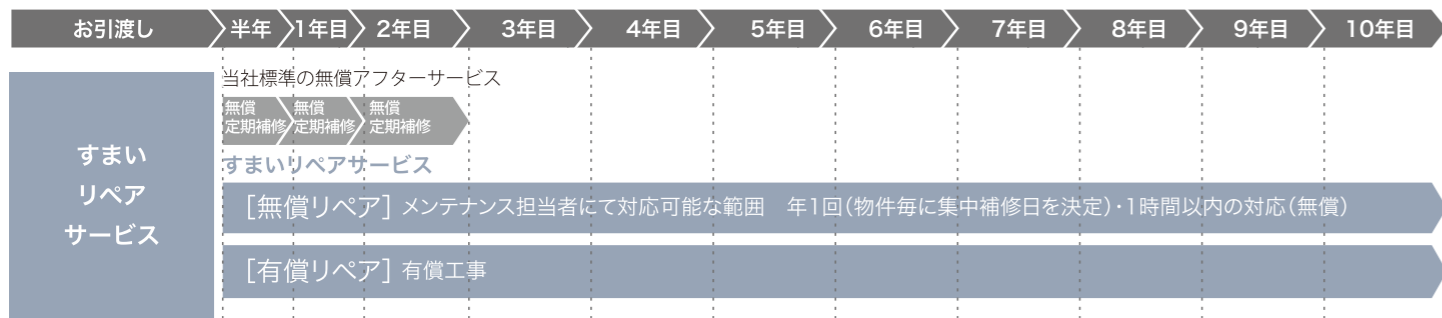 お引渡し 半年 1年目 2年目 3年目 4年目 5年目 6年目 7年目 8年目 9年目 10年目
当社標準の無償アフターサービス
無償 無償 無償
定期補修 定期補修 定期補修
すまい
リペア
サービス
すまいリペアサービス
［無償リペア］メンテナンス担当者にて対応可能な範囲　年1回（物件毎に集中補修日を決定）・1時間以内の対応（無償）
［有償リペア］有償工事